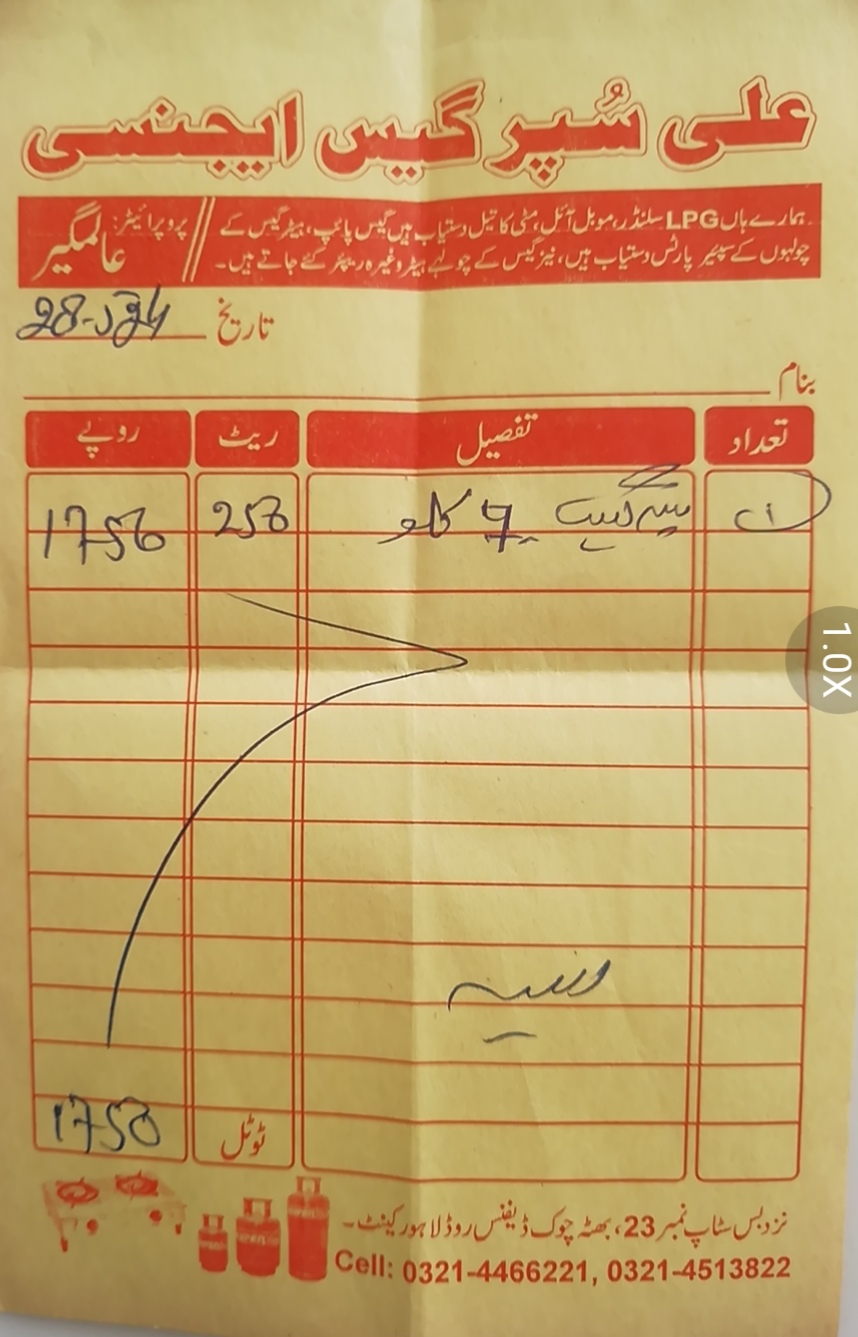 علی سُپر گیس ایجنسی
ہمارے ہاں LPG سلنڈر، موبل آئل، مٹی کا تیل دستیاب ہیں گیس پائپ، ہیٹر گیس کے
چولہوں کے سپئیر پارٹس دستیاب ہیں، نیز گیس کے چولہے ہیٹر وغیرہ ریپئر کئے جاتے ہیں۔
پروپرائیٹر: عالمگیر
تاریخ 28-24
بنام
تعداد تفصیل ریٹ روپے
1 گیس 7 کلو 250 1750
ٹوٹل 1750
نزد بس سٹاپ نمبر 23، بھٹہ چوک ڈیفنس روڈ لاہور کینٹ۔
Cell: 0321-4466221, 0321-4513822
1.0X